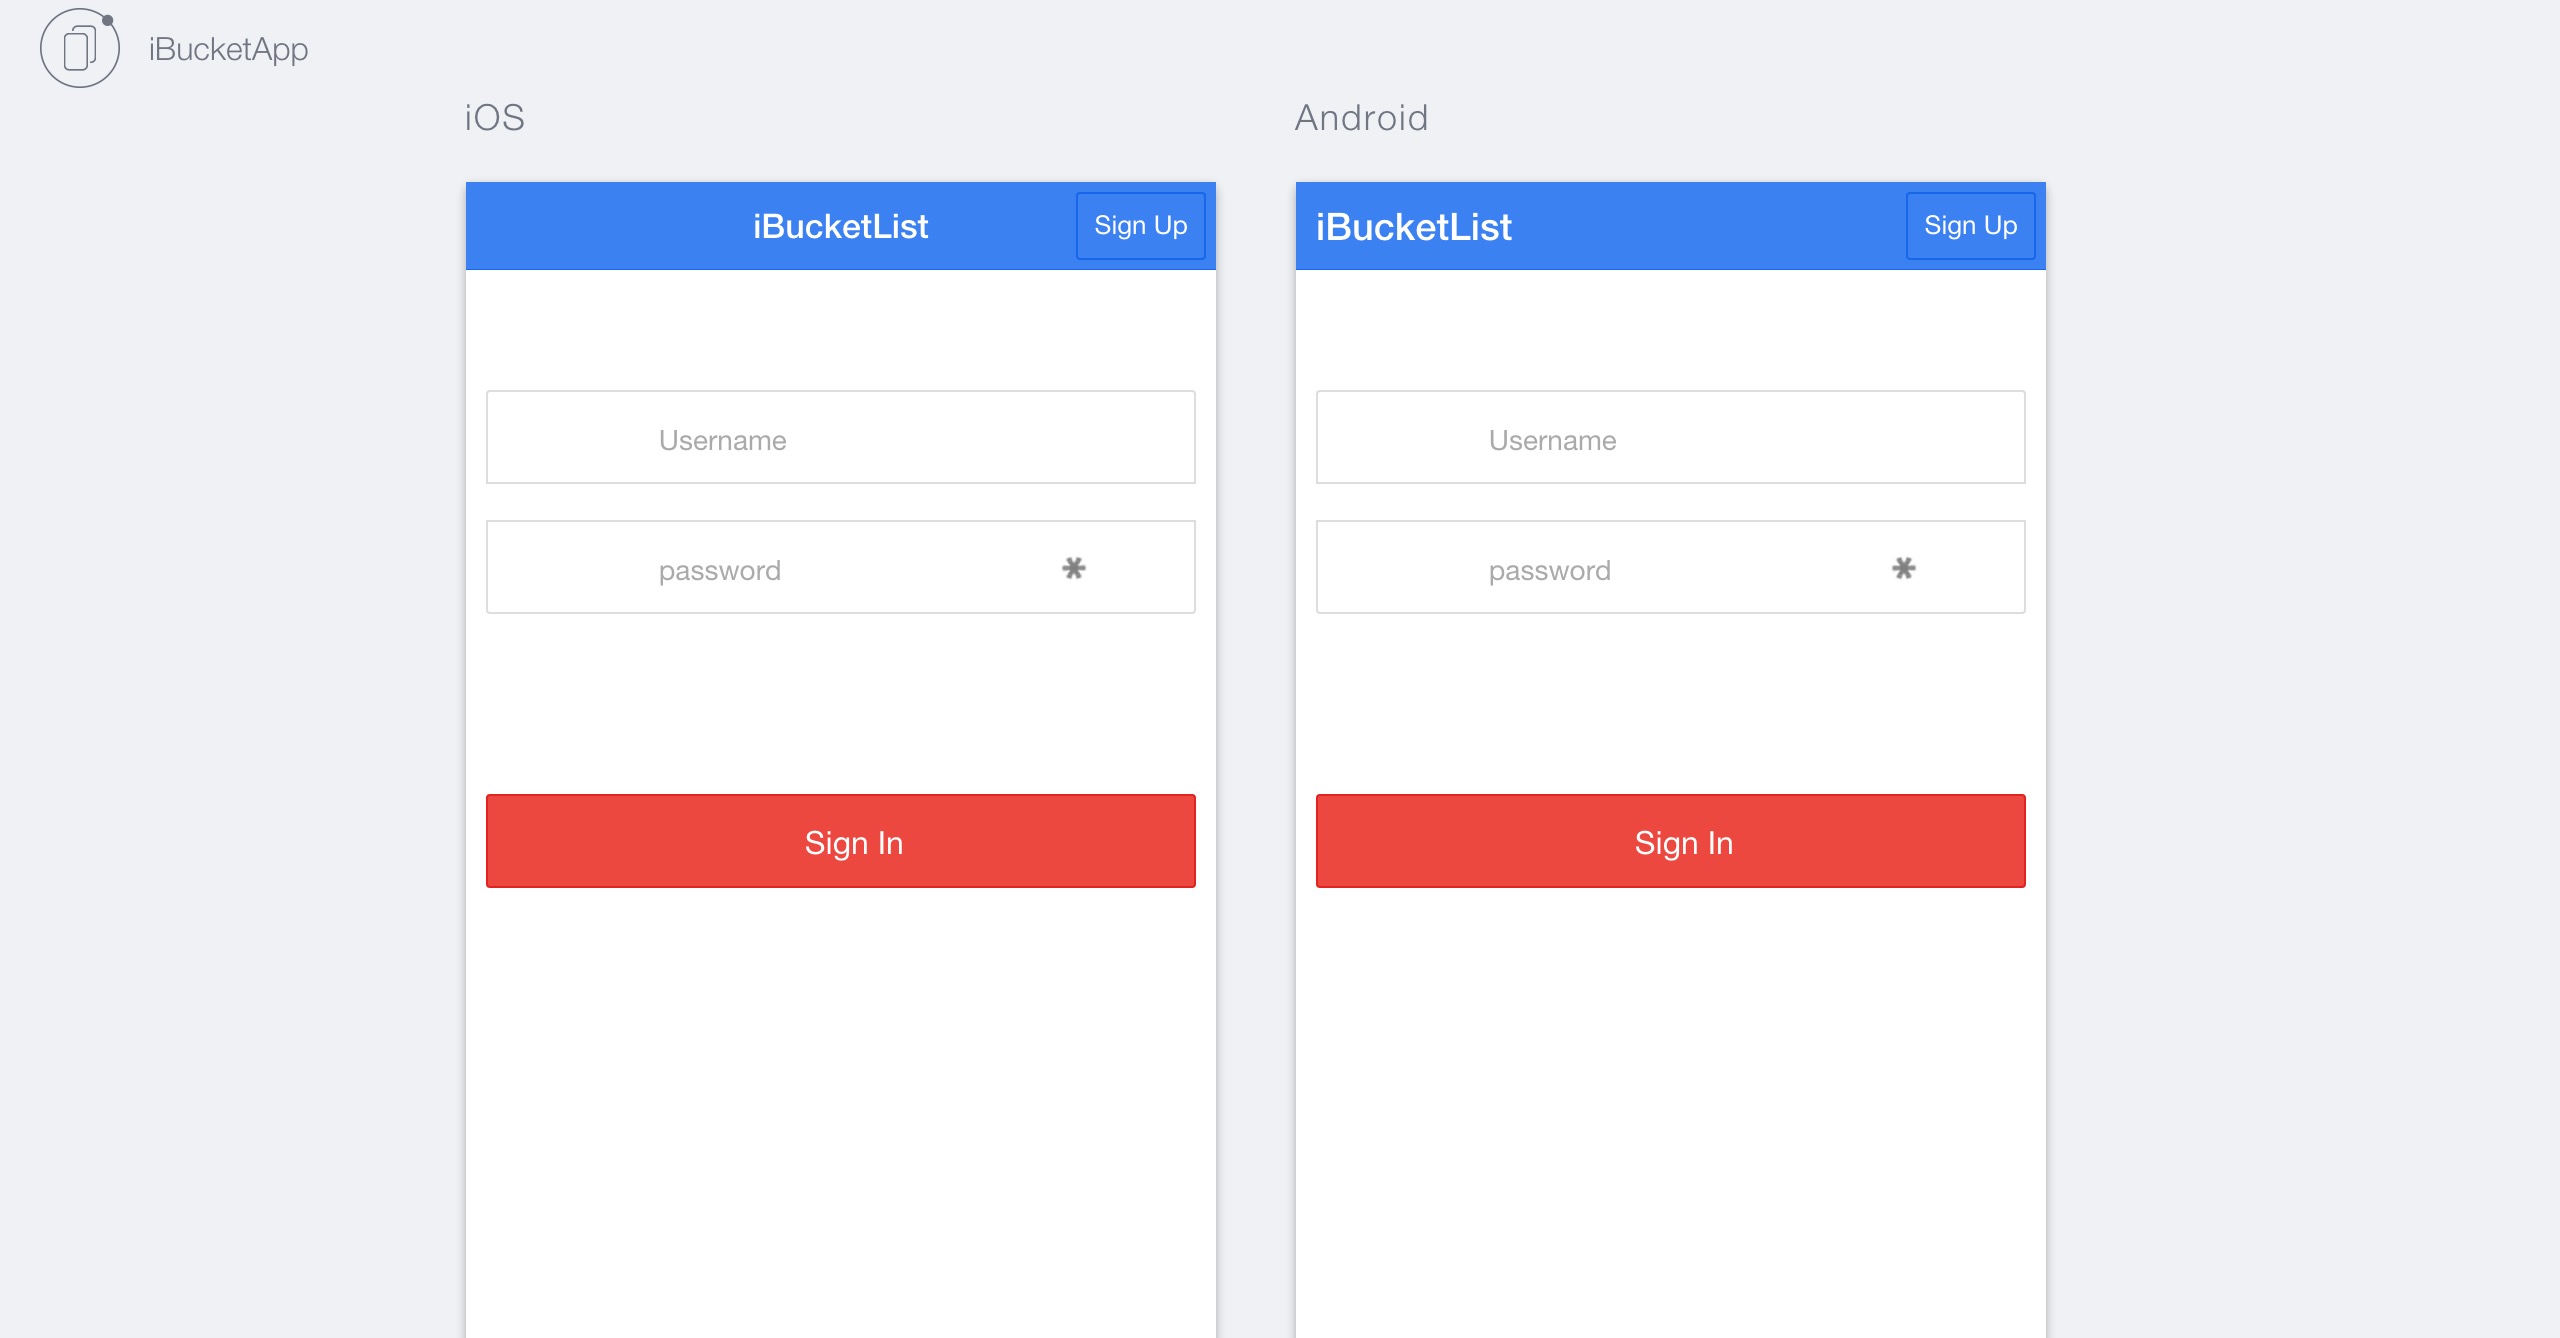 iBucketApp
iOS
iBucketList
Sign Up
Username
password
Sign In
Android
iBucketList
Sign Up
Username
password
Sign In